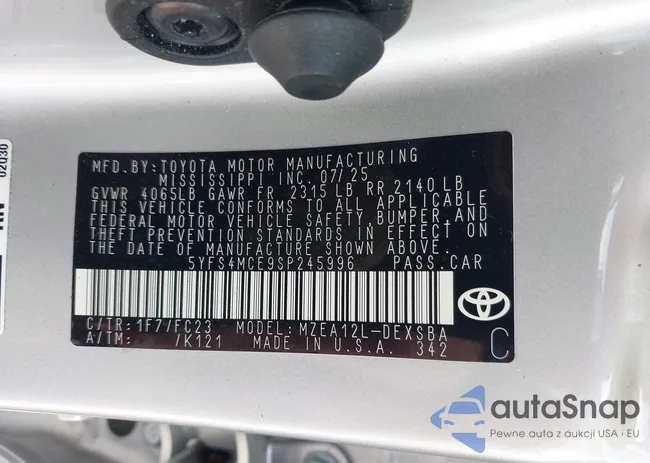 02030
MFD.BY:TOYOTA MOTOR MANUFACTURING
MISSISSIPPI INC. 07/25
GVWR 4065LB GAWR FR 2315 LB RR 2140 LB
THIS VEHICLE CONFORMS TO ALL APPLICABLE
FEDERAL MOTOR VEHICLE SAFETY, BUMPER, AND
THEFT PREVENTION STANDARDS IN EFFECT ON
THE DATE OF MANUFACTURE SHOWN ABOVE.
5YFS4MCE9SP245996 PASS.CAR
C/TR: 1F7/FC23 MODEL: MZEA12L-DEXSBA
A/TM: /K121 MADE IN U.S.A. 342 C
autaSnap
Pewne auta z aukcji USA i EU